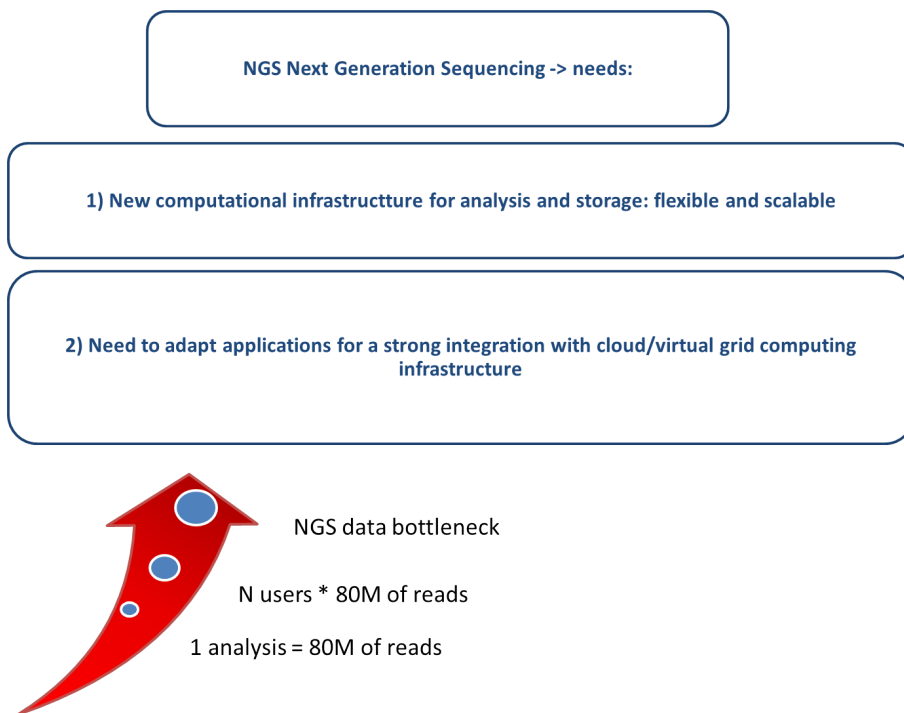 NGS Next Generation Sequencing -> needs:
1) New computational infrastructture for analysis and storage: flexible and scalable
2) Need to adapt applications for a strong integration with cloud/virtual grid computing
infrastructure
NGS data bottleneck
N users * 80M of reads
1 analysis = 80M of reads